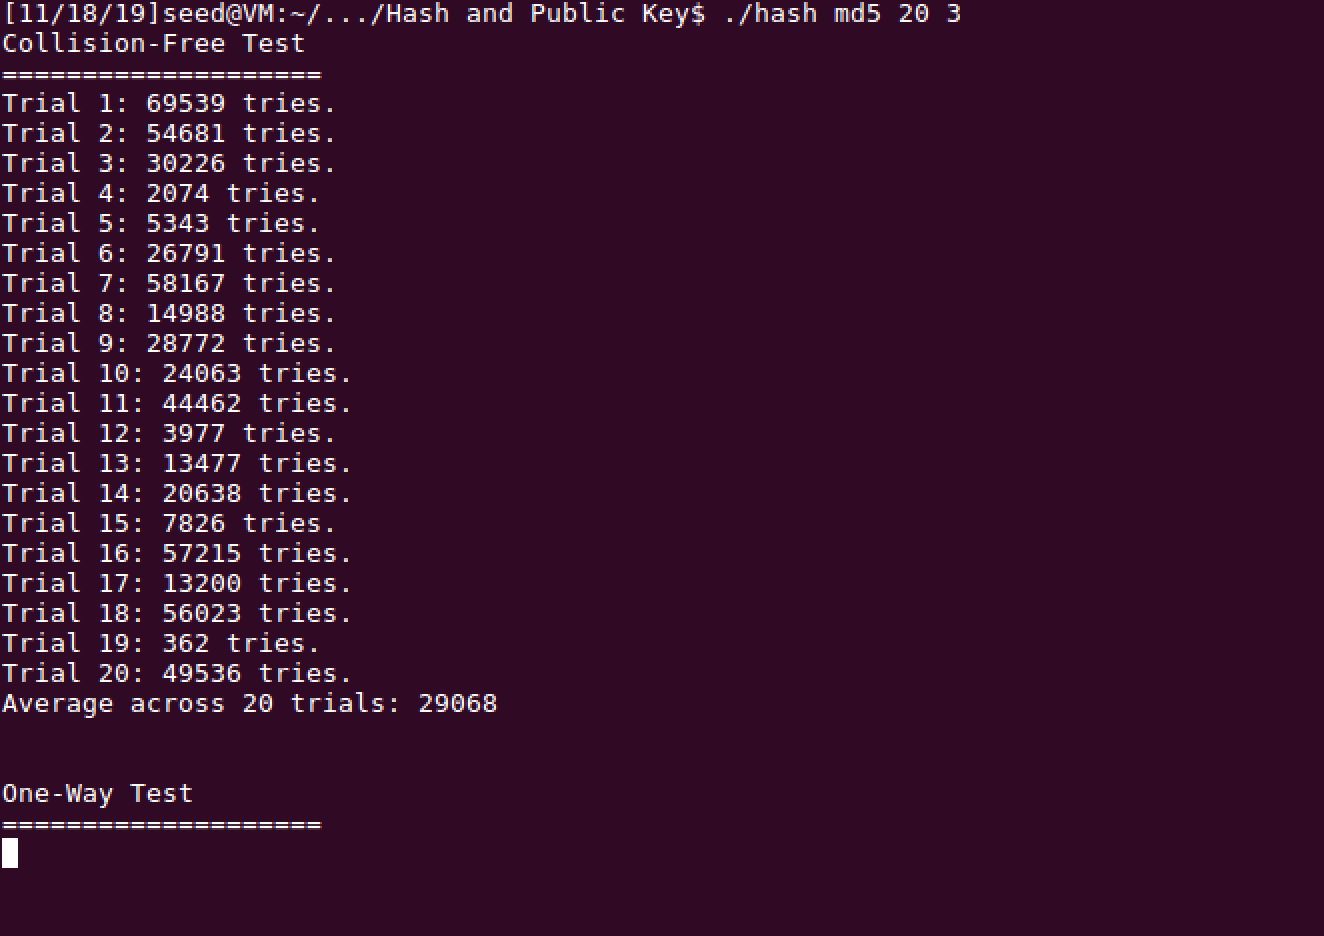 [11/18/19]seed@VM:~/.../Hash and Public Key$ ./hash md5 20 3
Collision-Free Test
====================
Trial 1: 69539 tries.
Trial 2: 54681 tries.
Trial 3: 30226 tries.
Trial 4: 2074 tries.
Trial 5: 5343 tries.
Trial 6: 26791 tries.
Trial 7: 58167 tries.
Trial 8: 14988 tries.
Trial 9: 28772 tries.
Trial 10: 24063 tries.
Trial 11: 44462 tries.
Trial 12: 3977 tries.
Trial 13: 13477 tries.
Trial 14: 20638 tries.
Trial 15: 7826 tries.
Trial 16: 57215 tries.
Trial 17: 13200 tries.
Trial 18: 56023 tries.
Trial 19: 362 tries.
Trial 20: 49536 tries.
Average across 20 trials: 29068
One-Way Test
====================